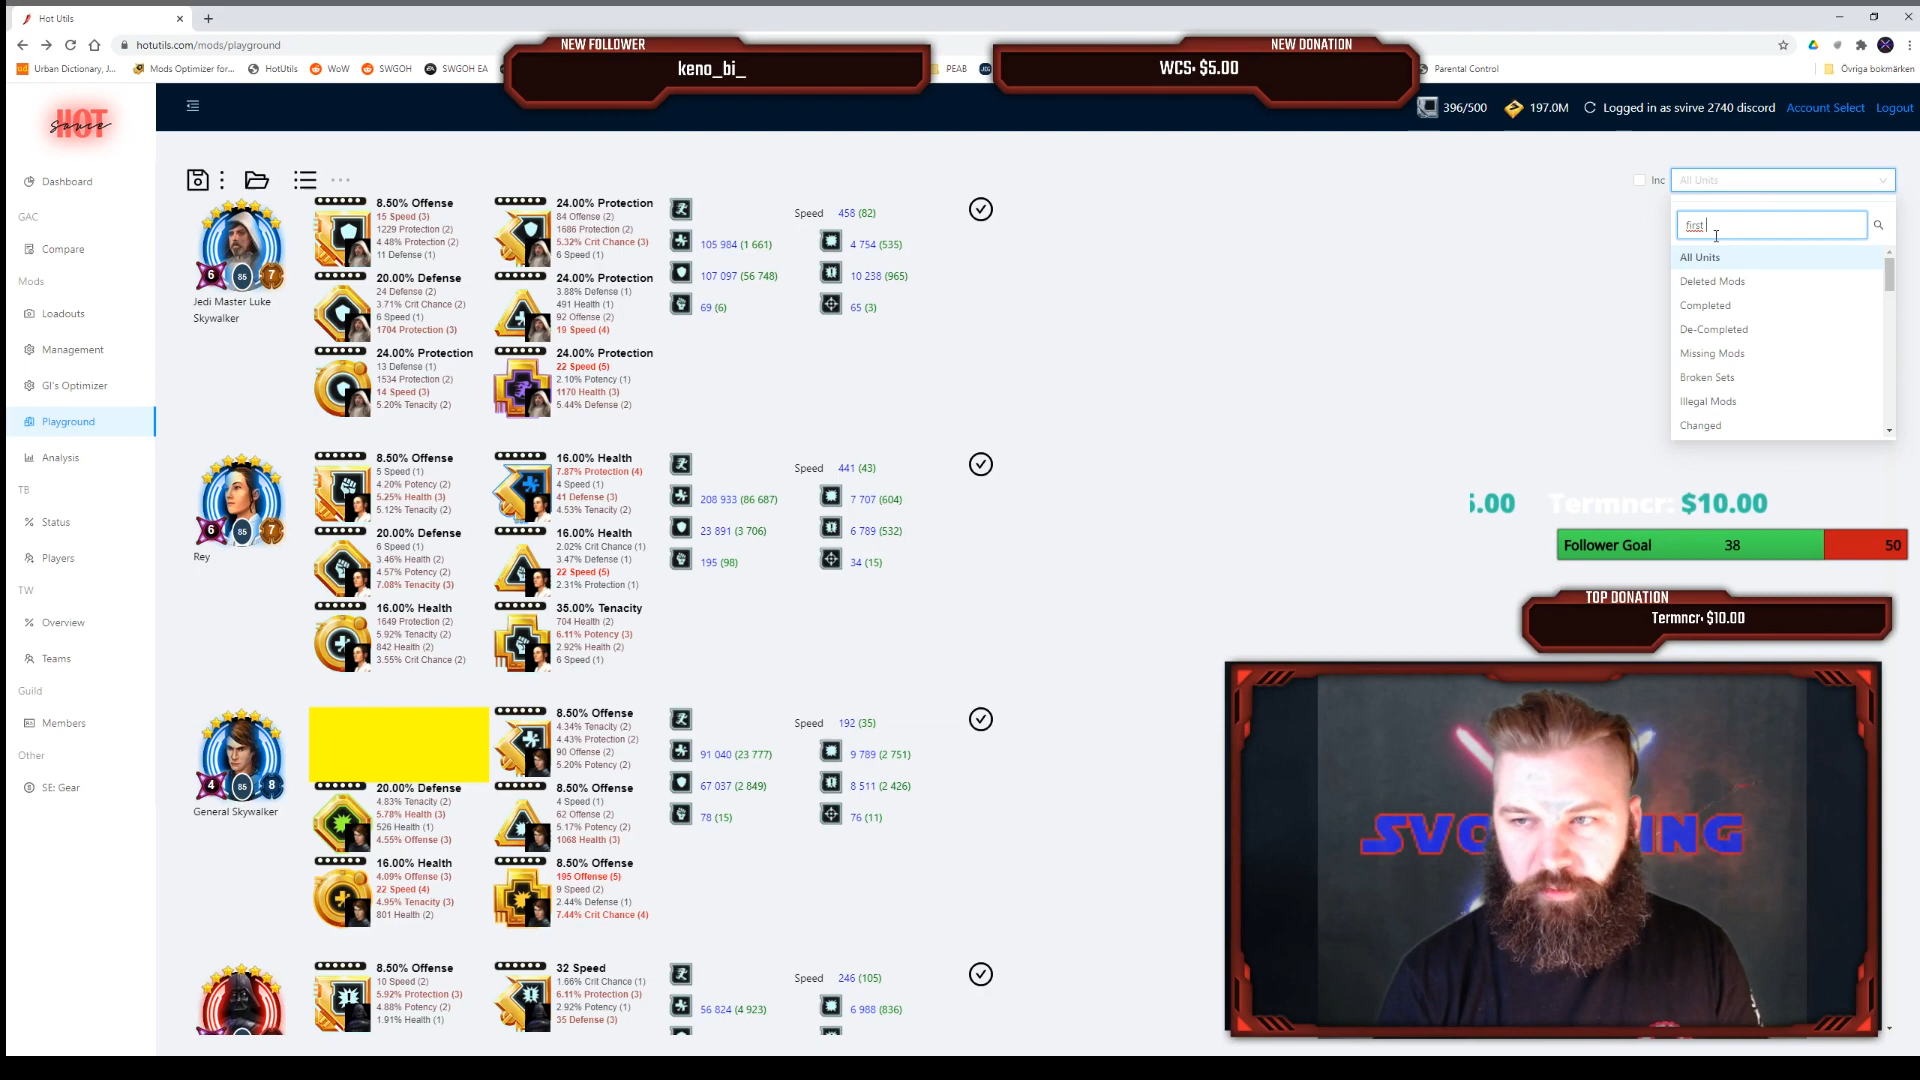 Hot Utils
hotutils.com/mods/playground
NEW FOLLOWER
keno_bi_
NEW DONATION
WCS: $5.00
Urban Dictionary, J...
Mods Optimizer for...
HotUtils
WoW
SWGOH
SWGOH EA
PEAB
Parental Control
Övriga bokmärken
HOT
sauce
396/500
197.0M
Logged in as svirve 2740 discord
Account Select
Logout
Dashboard
GAC
Compare
Mods
Loadouts
Management
GI's Optimizer
Playground
Analysis
TB
Status
Players
TW
Overview
Teams
Guild
Members
Other
SE: Gear
Inc
All Units
first
All Units
Deleted Mods
Completed
De-Completed
Missing Mods
Broken Sets
Illegal Mods
Changed
6
85
7
Jedi Master Luke
Skywalker
8.50% Offense
15 Speed (3)
1229 Protection (2)
4.48% Protection (2)
11 Defense (1)
24.00% Protection
84 Offense (2)
1686 Protection (2)
5.32% Crit Chance (3)
6 Speed (1)
20.00% Defense
24 Defense (2)
3.71% Crit Chance (2)
6 Speed (1)
1704 Protection (3)
24.00% Protection
3.88% Defense (1)
491 Health (1)
92 Offense (2)
19 Speed (4)
24.00% Protection
13 Defense (1)
1534 Protection (2)
14 Speed (3)
5.20% Tenacity (2)
24.00% Protection
22 Speed (5)
2.10% Potency (1)
1170 Health (3)
5.44% Defense (2)
Speed 458 (82)
105 984 (1 661)
4 754 (535)
107 097 (56 748)
10 238 (965)
69 (6)
65 (3)
6
85
7
Rey
8.50% Offense
5 Speed (1)
4.20% Potency (2)
5.25% Health (3)
5.12% Tenacity (2)
16.00% Health
7.87% Protection (4)
4 Speed (1)
41 Defense (3)
4.53% Tenacity (2)
20.00% Defense
6 Speed (1)
3.46% Health (2)
4.57% Potency (2)
7.08% Tenacity (3)
16.00% Health
2.02% Crit Chance (1)
3.47% Defense (1)
22 Speed (5)
2.31% Protection (1)
16.00% Health
1649 Protection (2)
5.92% Tenacity (2)
842 Health (2)
3.55% Crit Chance (2)
35.00% Tenacity
704 Health (2)
6.11% Potency (3)
2.92% Health (2)
6 Speed (1)
Speed 441 (43)
208 933 (86 687)
7 707 (604)
23 891 (3 706)
6 789 (532)
195 (98)
34 (15)
4
85
8
General Skywalker
8.50% Offense
4.34% Tenacity (2)
4.43% Protection (2)
90 Offense (2)
5.20% Potency (2)
20.00% Defense
4.83% Tenacity (2)
5.78% Health (3)
526 Health (1)
4.55% Offense (3)
8.50% Offense
4 Speed (1)
62 Offense (2)
5.17% Potency (2)
1068 Health (3)
16.00% Health
4.09% Offense (3)
22 Speed (4)
4.95% Tenacity (3)
801 Health (2)
8.50% Offense
195 Offense (5)
9 Speed (2)
2.44% Defense (1)
7.44% Crit Chance (4)
Speed 192 (35)
91 040 (23 777)
9 789 (2 751)
67 037 (2 849)
8 511 (2 426)
78 (15)
76 (11)
8.50% Offense
10 Speed (2)
5.92% Protection (3)
4.88% Potency (2)
1.91% Health (1)
32 Speed
1.66% Crit Chance (1)
6.11% Protection (3)
2.92% Potency (1)
35 Defense (3)
Speed 246 (105)
56 824 (4 923)
6 988 (836)
5.00 Termncr: $10.00
Follower Goal 38 50
TOP DONATION
Termncr: $10.00